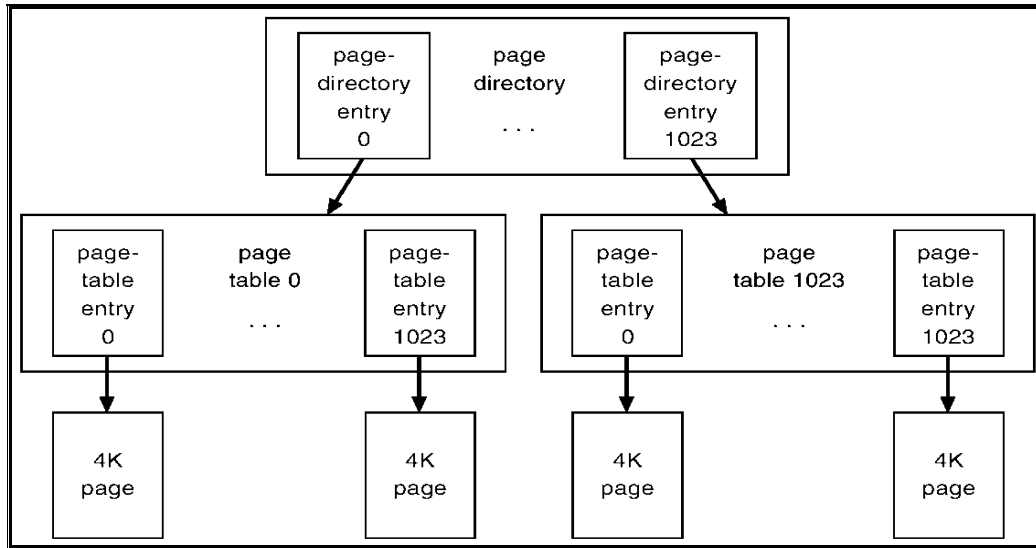 page-
directory
entry
0
page
directory
. . .
page-
directory
entry
1023
page-
table
entry
0
page
table 0
. . .
page-
table
entry
1023
page-
table
entry
0
page
table 1023
. . .
page-
table
entry
1023
4K
page
4K
page
4K
page
4K
page